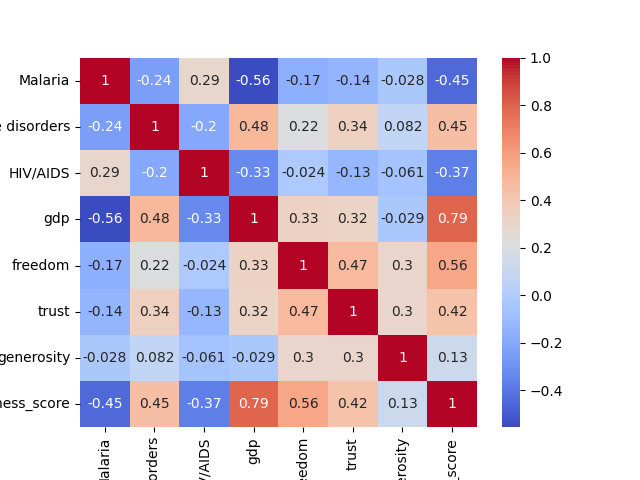 Malaria 1 -0.24 0.29 -0.56 -0.17 -0.14 -0.028 -0.45
disorders -0.24 1 -0.2 0.48 0.22 0.34 0.082 0.45
HIV/AIDS 0.29 -0.2 1 -0.33 -0.024 -0.13 -0.061 -0.37
gdp -0.56 0.48 -0.33 1 0.33 0.32 -0.029 0.79
freedom -0.17 0.22 -0.024 0.33 1 0.47 0.3 0.56
trust -0.14 0.34 -0.13 0.32 0.47 1 0.3 0.42
generosity -0.028 0.082 -0.061 -0.029 0.3 0.3 1 0.13
ness_score -0.45 0.45 -0.37 0.79 0.56 0.42 0.13 1
alaria
orders
/AIDS
gdp
edom
trust
erosity
_score
1.0
0.8
0.6
0.4
0.2
0.0
−0.2
−0.4